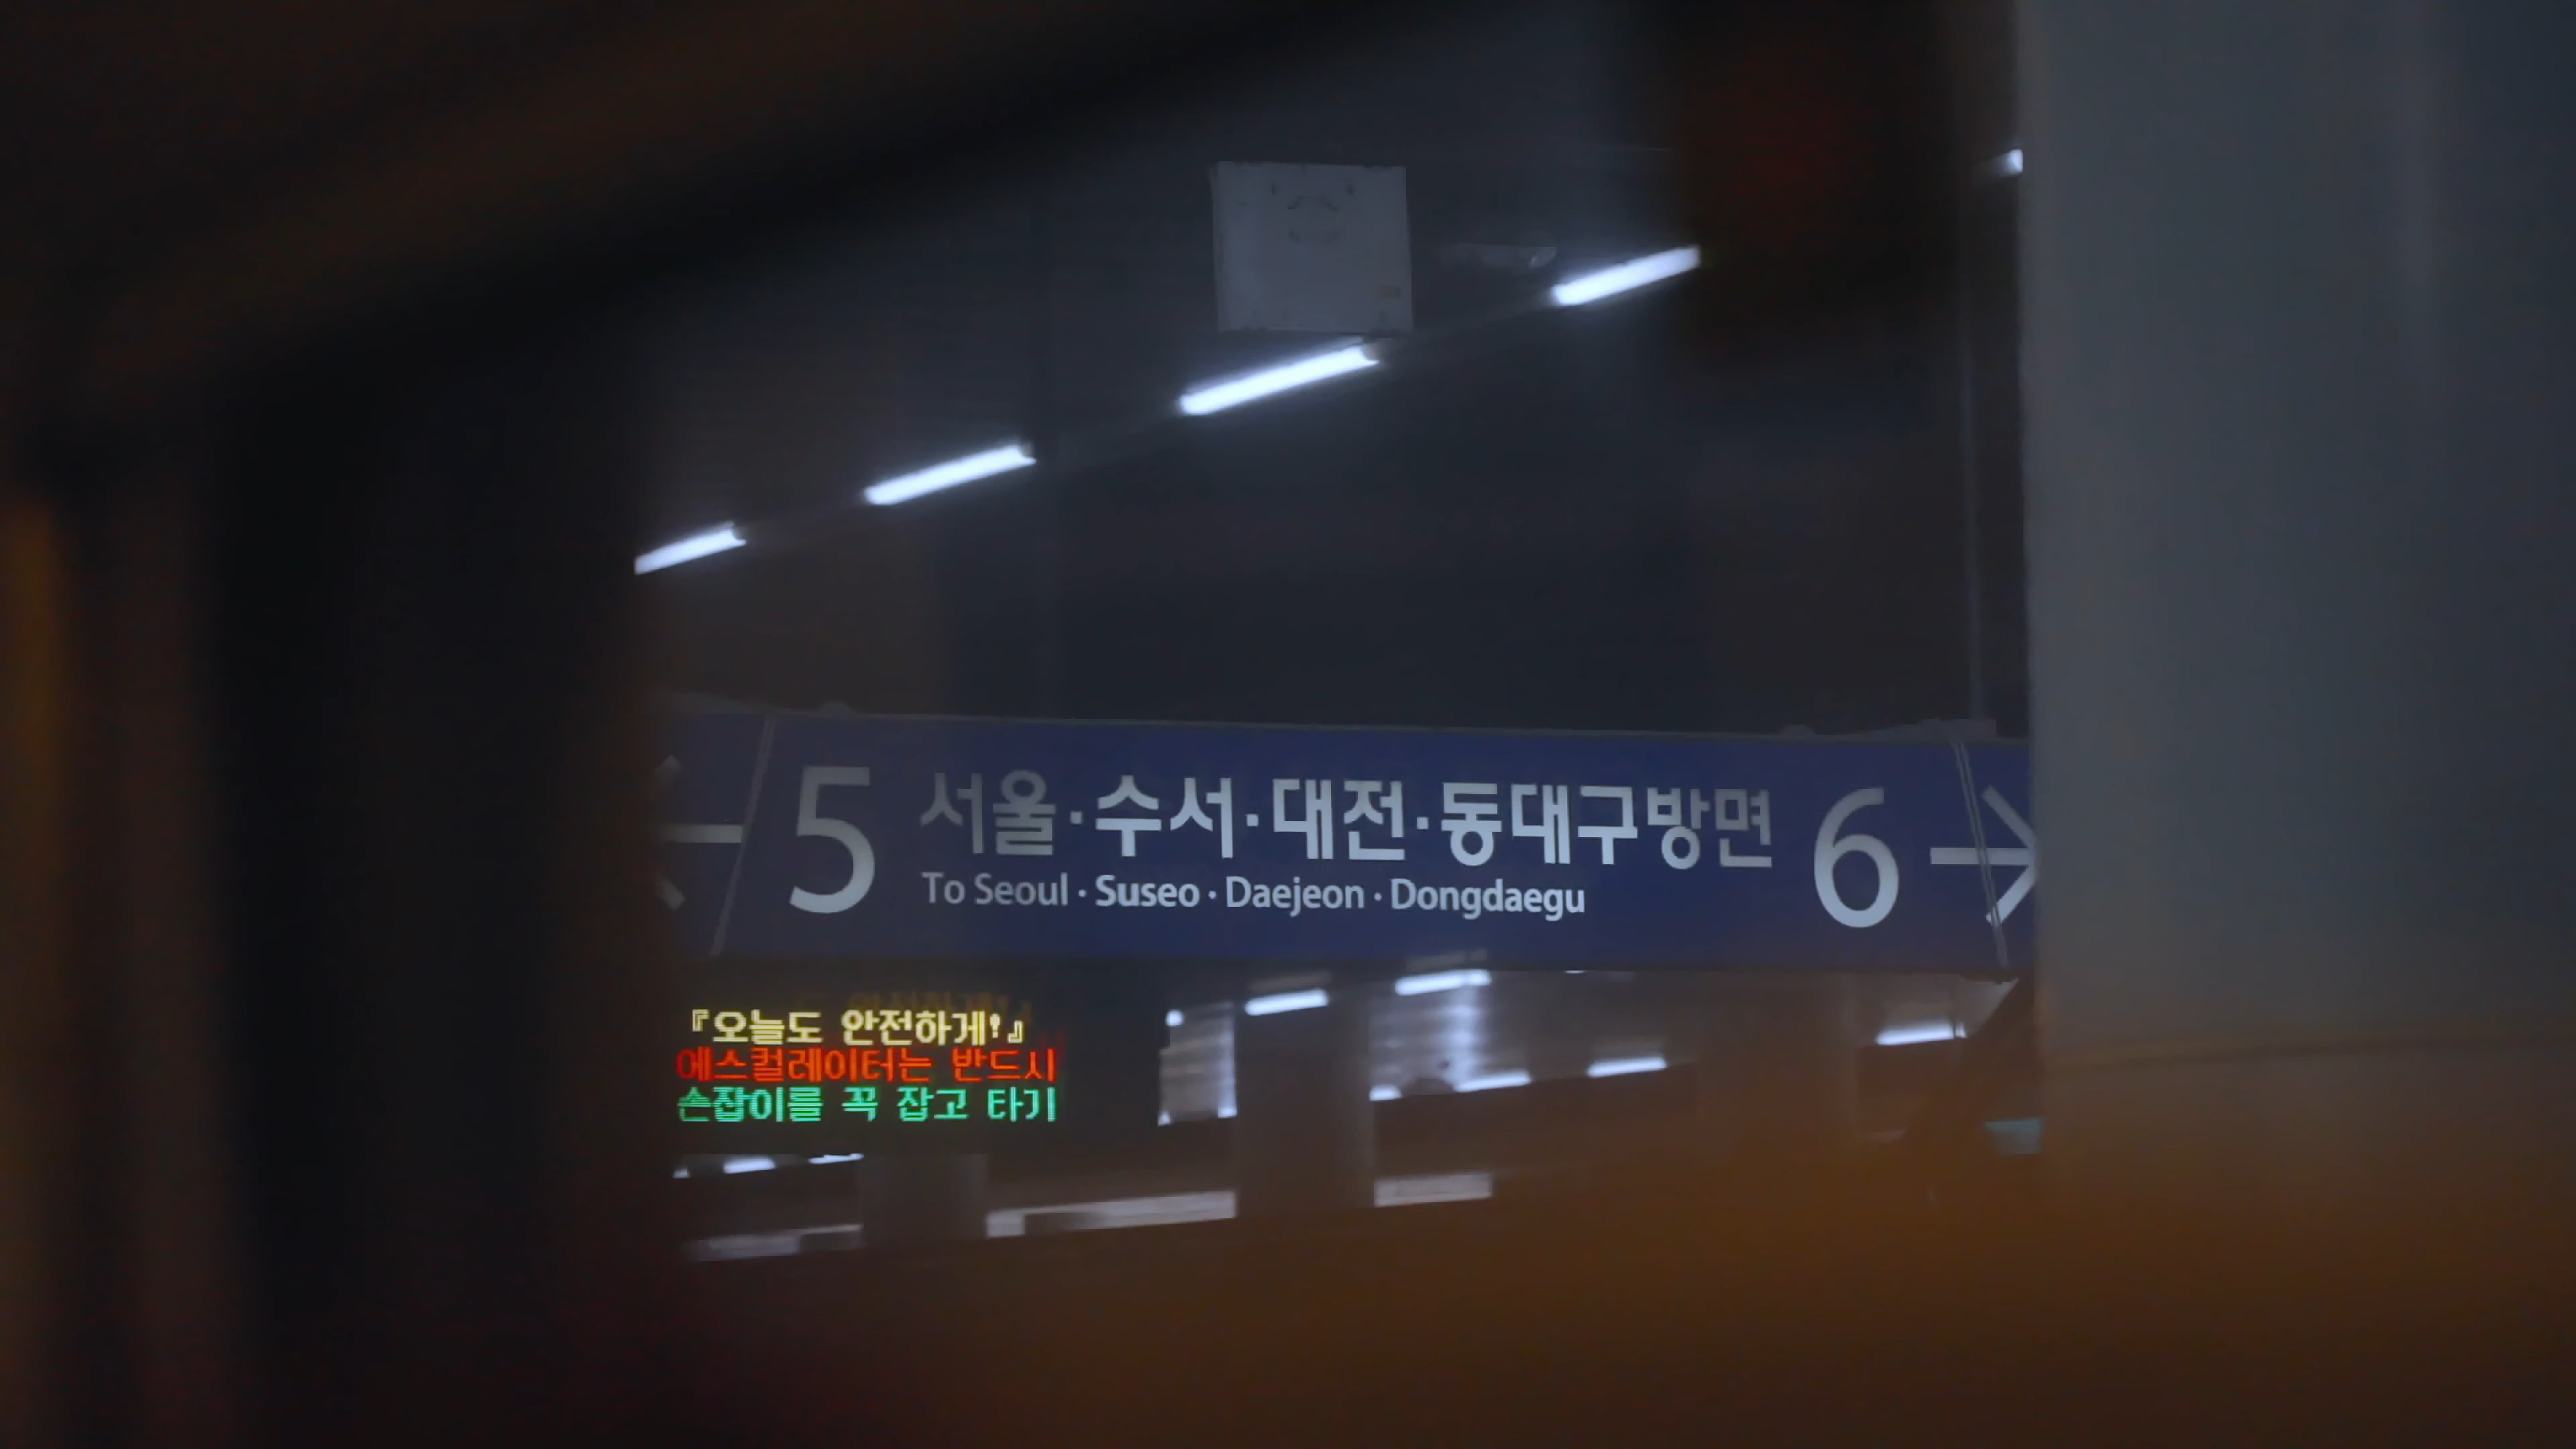 ← 5 서울·수서·대전·동대구방면 6 →
To Seoul · Suseo · Daejeon · Dongdaegu
『오늘도 안전하게!』
에스컬레이터는 반드시
손잡이를 꼭 잡고 타기